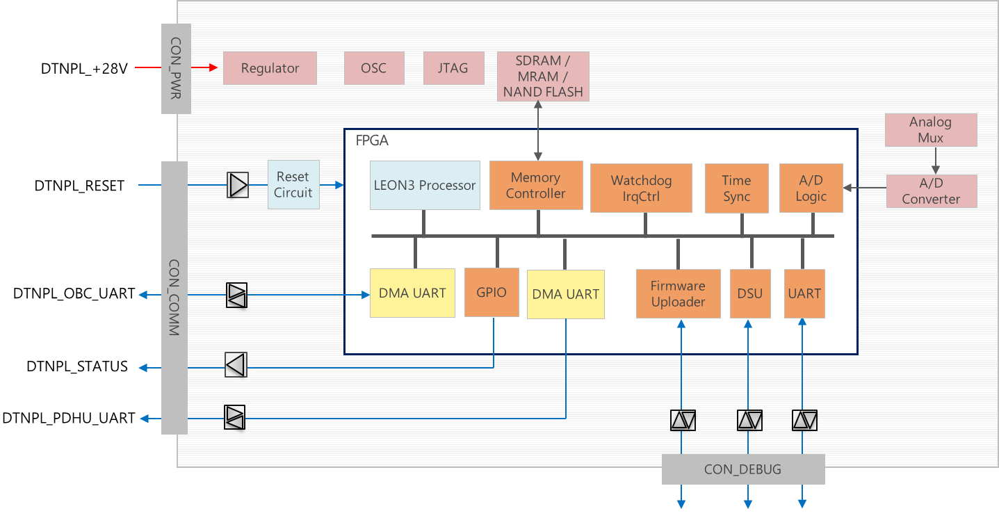 DTNPL_+28V
CON_PWR
Regulator
OSC
JTAG
SDRAM /
MRAM /
NAND FLASH
Analog
Mux
FPGA
DTNPL_RESET
Reset
Circuit
LEON3 Processor
Memory
Controller
Watchdog
IrqCtrl
Time
Sync
A/D
Logic
A/D
Converter
CON_COMM
DTNPL_OBC_UART
DMA UART
GPIO
DMA UART
Firmware
Uploader
DSU
UART
DTNPL_STATUS
DTNPL_PDHU_UART
CON_DEBUG